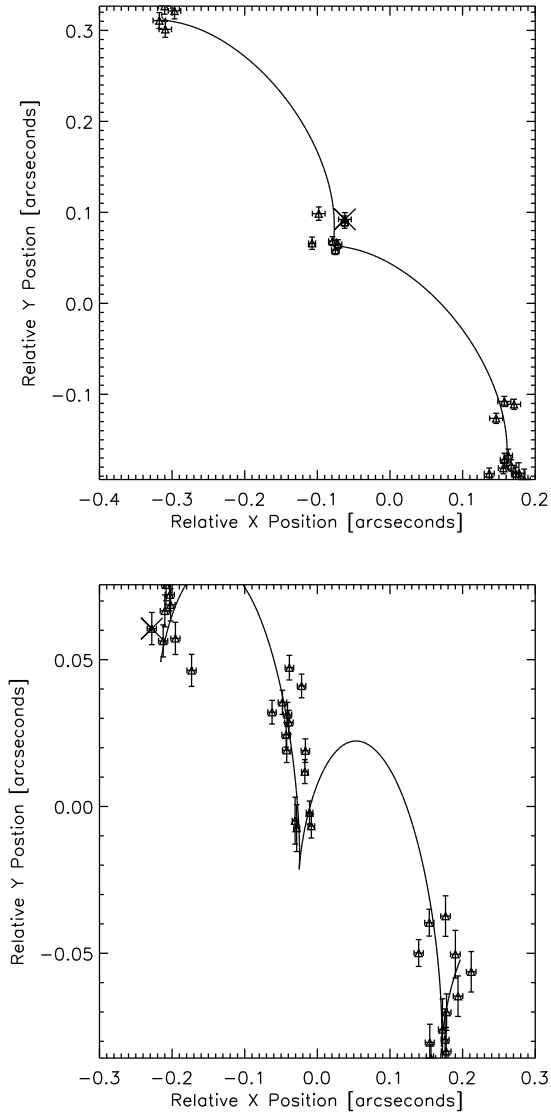 0.3
0.2
0.1
0.0
−0.1
−0.4 −0.3 −0.2 −0.1 0.0 0.1 0.2
Relative X Position [arcseconds]
Relative Y Postion [arcseconds]
0.05
0.00
−0.05
−0.3 −0.2 −0.1 0.0 0.1 0.2 0.3
Relative X Position [arcseconds]
Relative Y Postion [arcseconds]